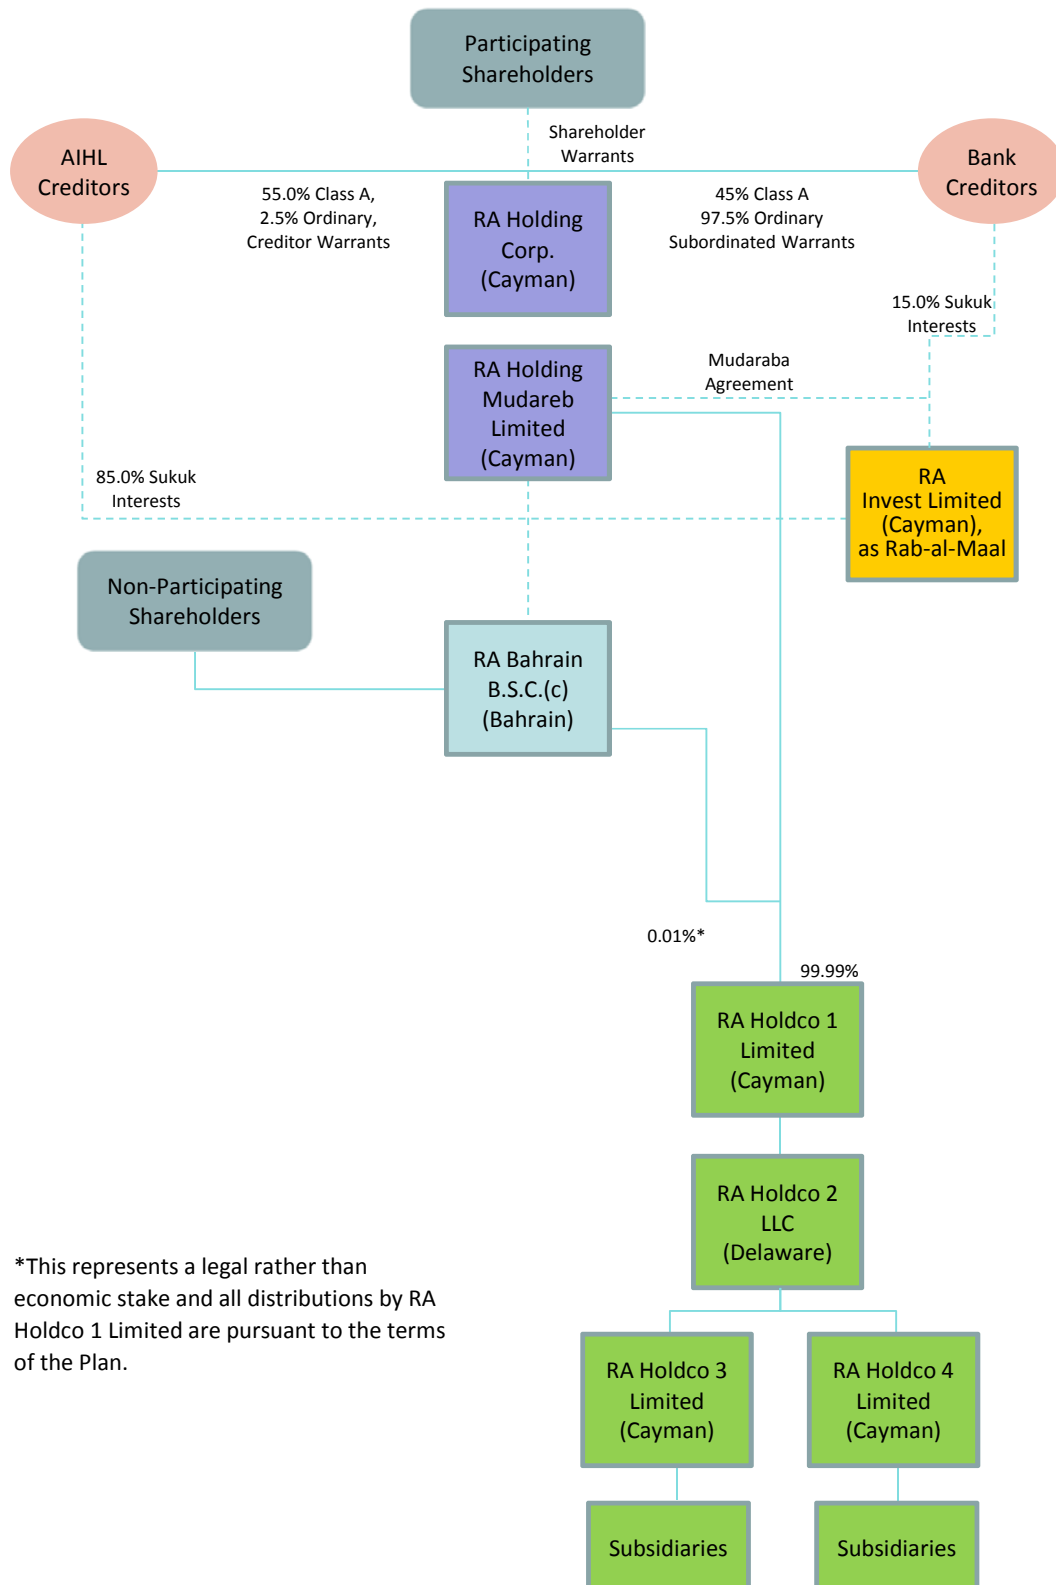 Participating
Shareholders
AIHL
Creditors
Shareholder
Warrants
Bank
Creditors
55.0% Class A,
2.5% Ordinary,
Creditor Warrants
RA Holding
Corp.
(Cayman)
45% Class A
97.5% Ordinary
Subordinated Warrants
15.0% Sukuk
Interests
RA Holding
Mudareb
Limited
(Cayman)
Mudaraba
Agreement
85.0% Sukuk
Interests
RA
Invest Limited
(Cayman),
as Rab-al-Maal
Non-Participating
Shareholders
RA Bahrain
B.S.C.(c)
(Bahrain)
0.01%*
99.99%
RA Holdco 1
Limited
(Cayman)
RA Holdco 2
LLC
(Delaware)
*This represents a legal rather than
economic stake and all distributions by RA
Holdco 1 Limited are pursuant to the terms
of the Plan.
RA Holdco 3
Limited
(Cayman)
RA Holdco 4
Limited
(Cayman)
Subsidiaries
Subsidiaries